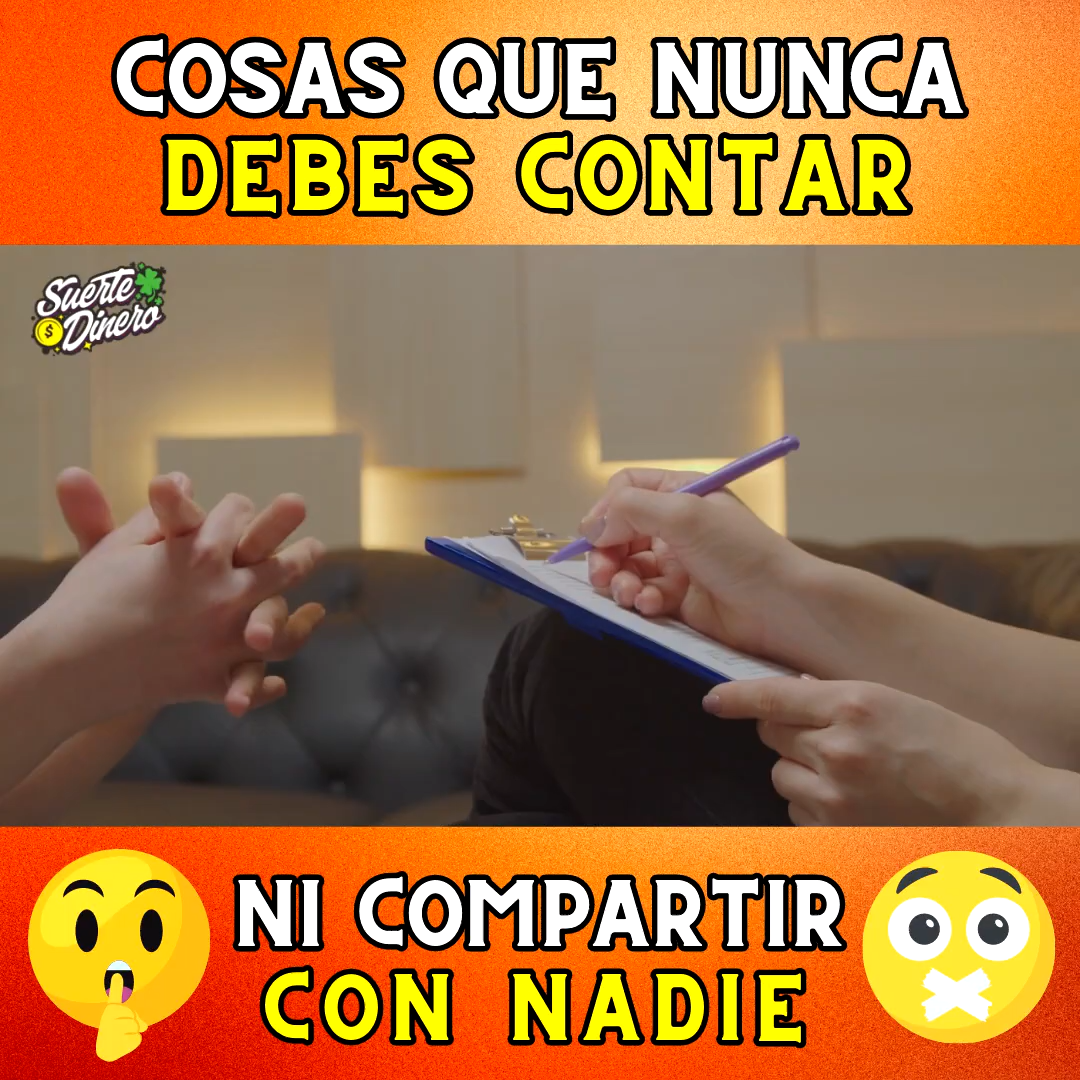 COSAS QUE NUNCA
DEBES CONTAR
Suerte
$ Dinero
NI COMPARTIR
CON NADIE